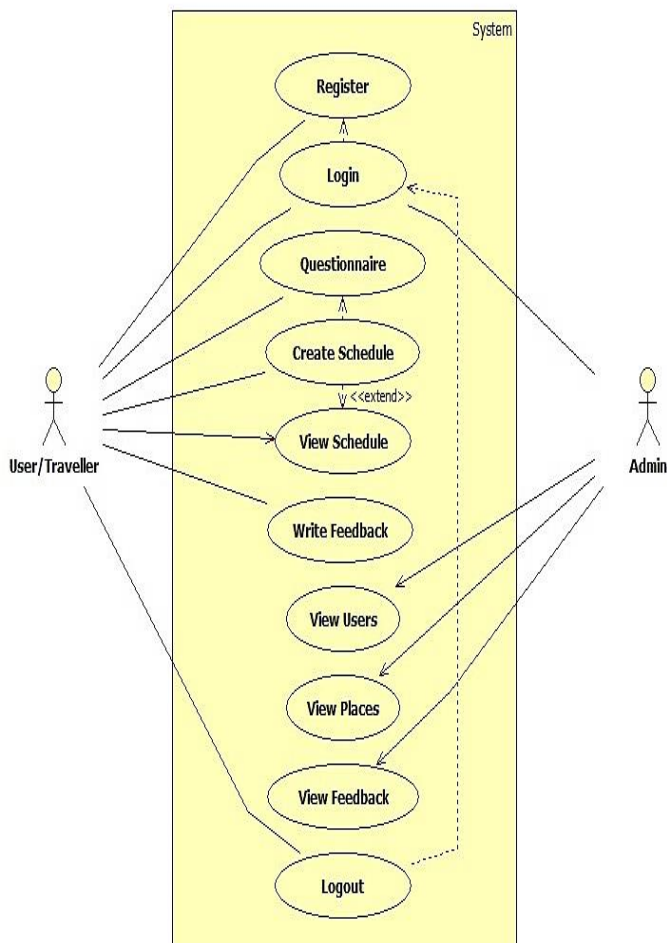 System
Register
Login
Questionnaire
Create Schedule
<<extend>>
View Schedule
User/Traveller
Admin
Write Feedback
View Users
View Places
View Feedback
Logout